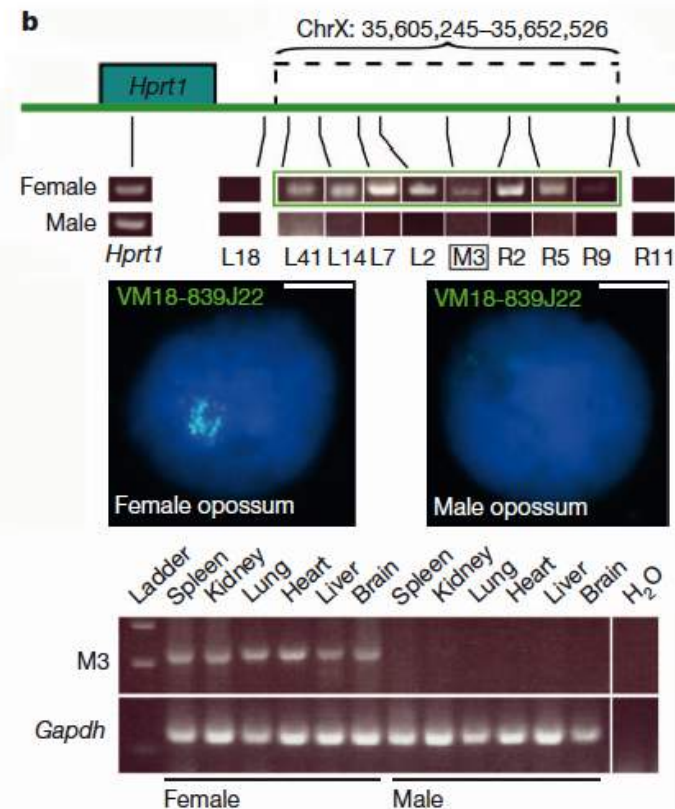 b
ChrX: 35,605,245–35,652,526
Hprt1
Female
Male
Hprt1 L18 L41 L14 L7 L2 M3 R2 R5 R9 R11
VM18-839J22 VM18-839J22
Female opossum Male opossum
Ladder Spleen Kidney Lung Heart Liver Brain Spleen Kidney Lung Heart Liver Brain H₂O
M3
Gapdh
Female Male